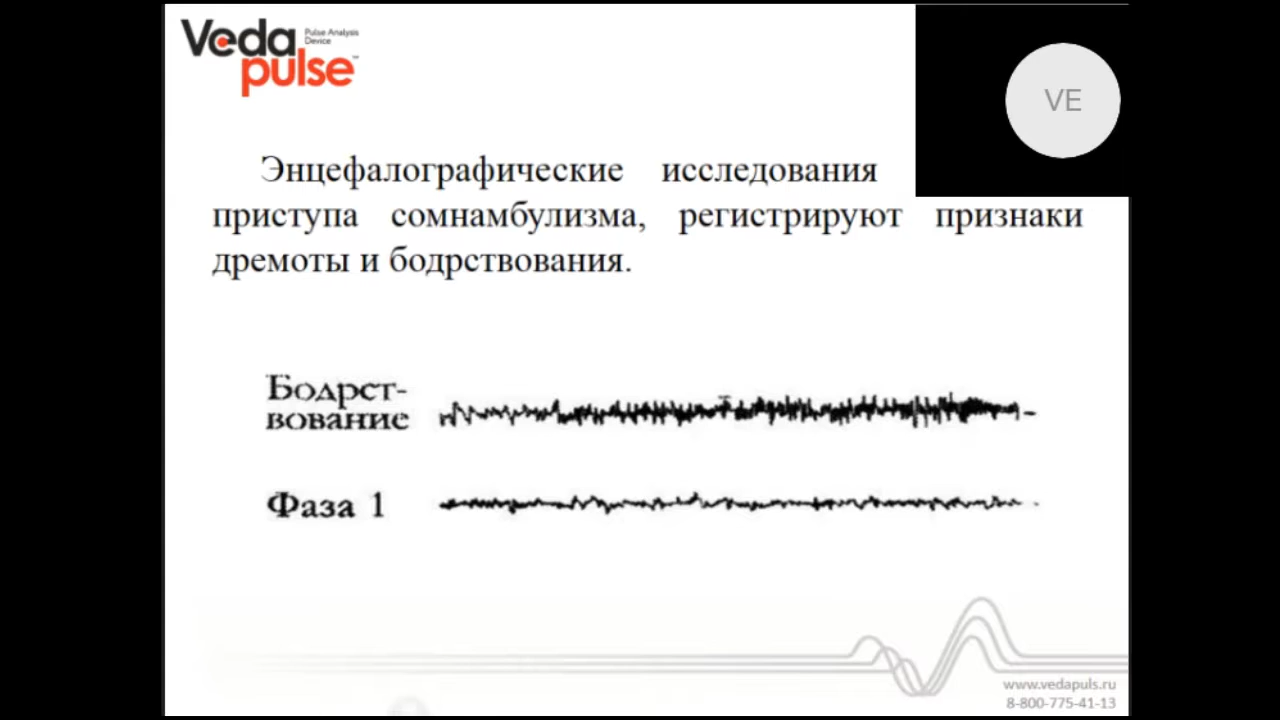 Veda
Pulse Analysis
Device
pulse
VE
Энцефалографические исследования
приступа сомнамбулизма, регистрируют признаки
дремоты и бодрствования.
Бодрст-
вование
Фаза 1
www.vedapuls.ru
8-800-775-41-13